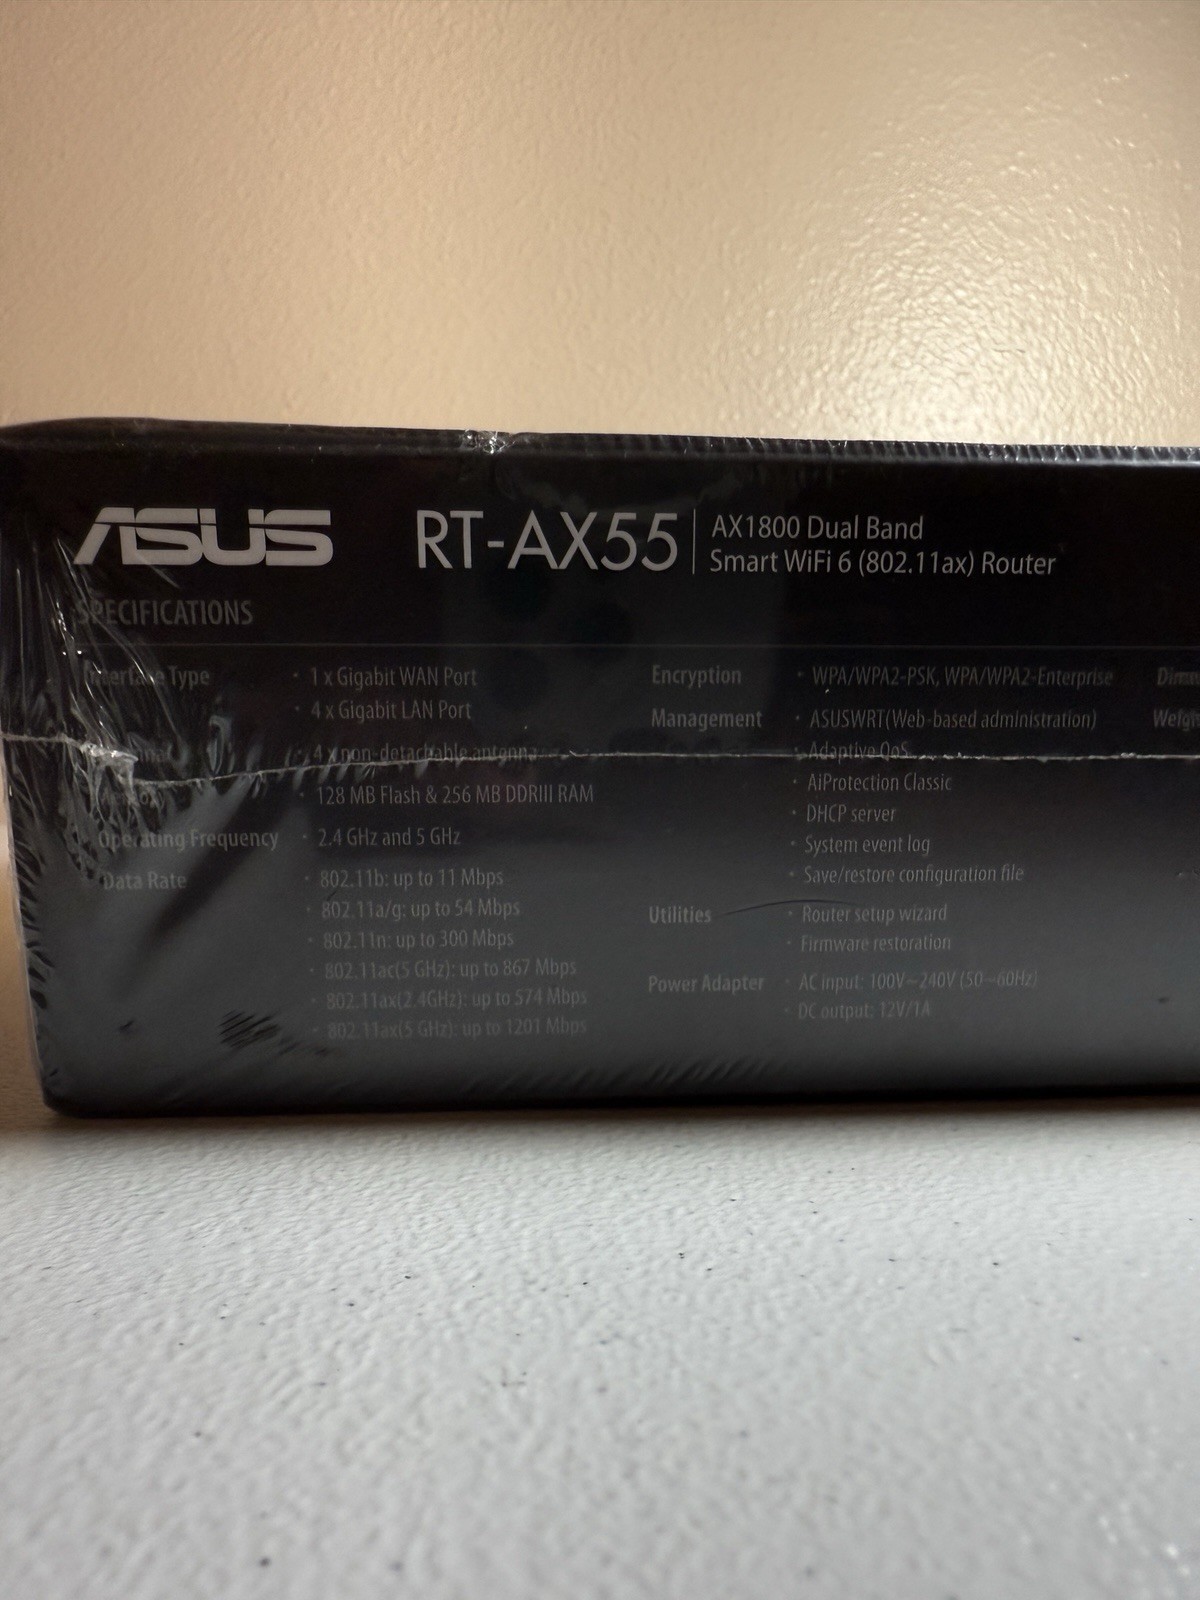 ASUS
RT-AX55
AX1800 Dual Band
Smart WiFi 6 (802.11ax) Router
SPECIFICATIONS
Interface Type
· 1 x Gigabit WAN Port
· 4 x Gigabit LAN Port
· 4 x non-detachable antenna
· 128 MB Flash & 256 MB DDRIII RAM
Operating Frequency
· 2.4 GHz and 5 GHz
Data Rate
· 802.11b: up to 11 Mbps
· 802.11a/g: up to 54 Mbps
· 802.11n: up to 300 Mbps
· 802.11ac(5 GHz): up to 867 Mbps
· 802.11ax(2.4GHz): up to 574 Mbps
· 802.11ax(5 GHz): up to 1201 Mbps
Encryption
· WPA/WPA2-PSK, WPA/WPA2-Enterprise
Management
· ASUSWRT(Web-based administration)
· Adaptive QoS
· AiProtection Classic
· DHCP server
· System event log
· Save/restore configuration file
Utilities
· Router setup wizard
· Firmware restoration
Power Adapter
· AC input: 100V~240V (50~60Hz)
· DC output: 12V/1A